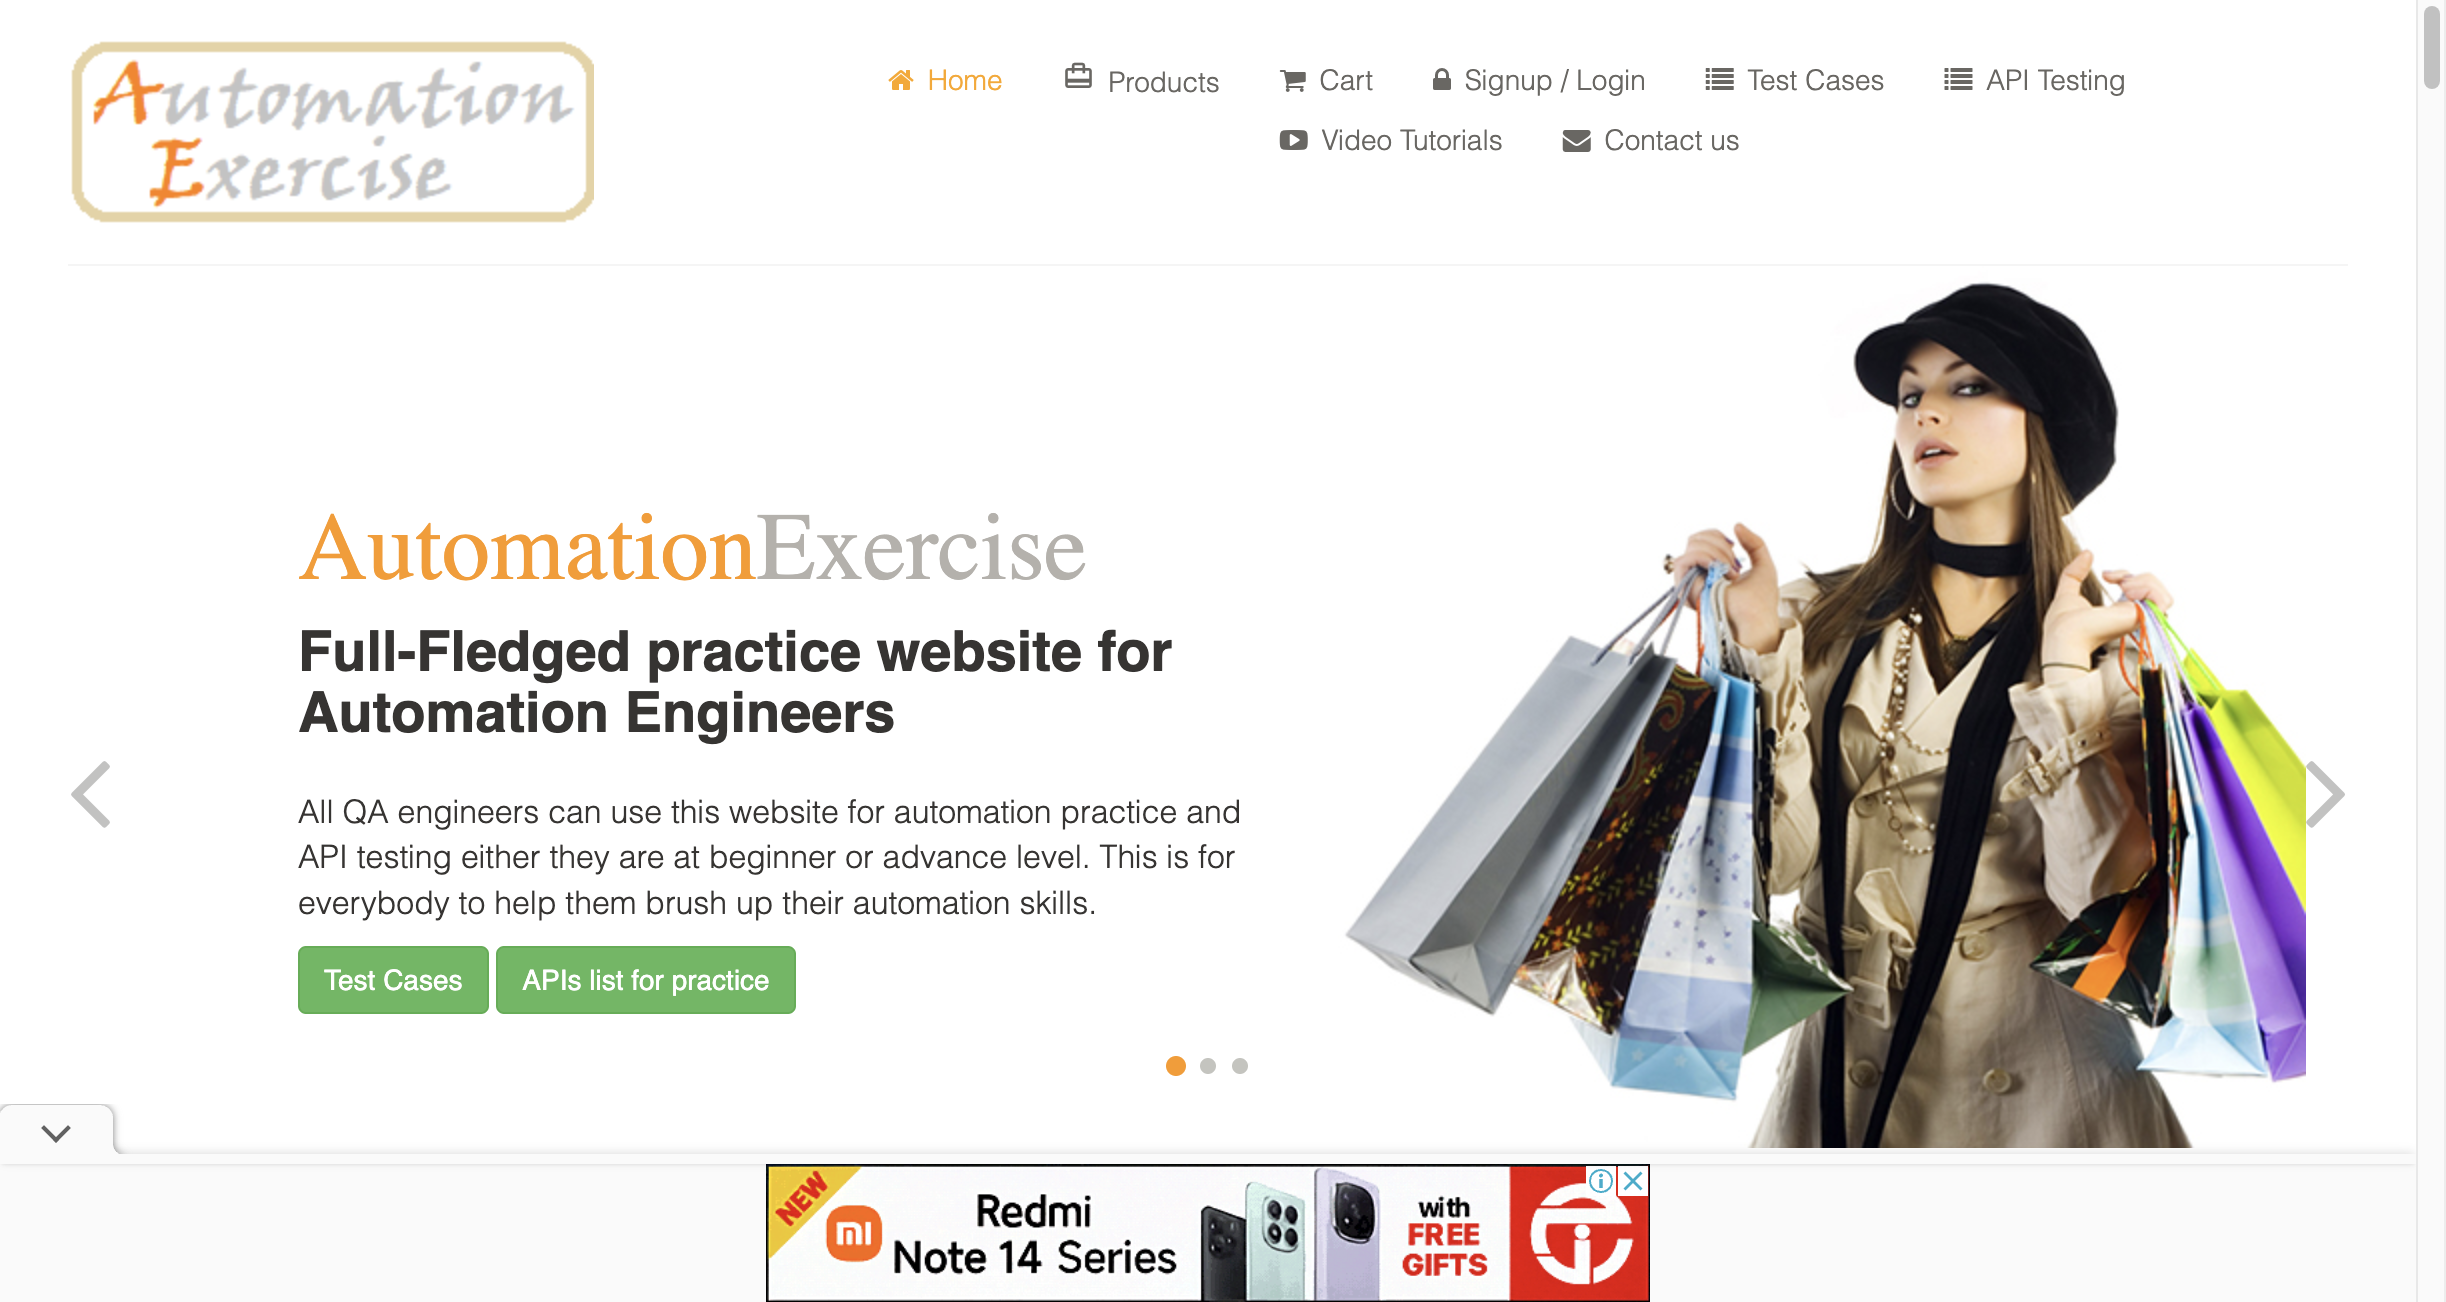 Automation
Exercise
Home Products Cart Signup / Login Test Cases API Testing
Video Tutorials Contact us
AutomationExercise
Full-Fledged practice website for
Automation Engineers
All QA engineers can use this website for automation practice and
API testing either they are at beginner or advance level. This is for
everybody to help them brush up their automation skills.
Test Cases APIs list for practice
NEW
mi
Redmi
Note 14 Series
with
FREE
GIFTS